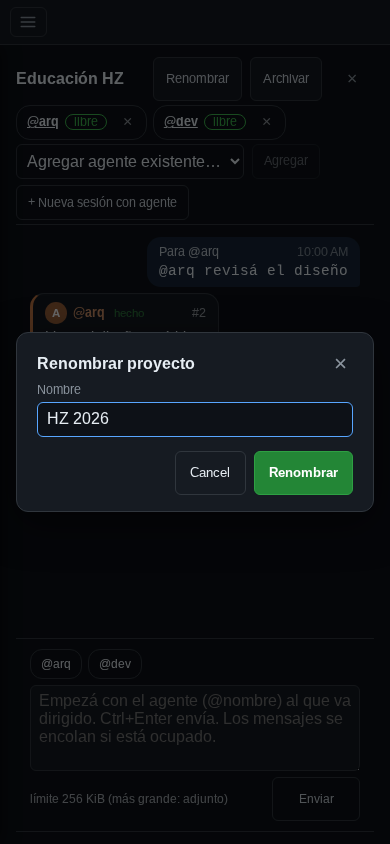 Educación HZ
Renombrar
Archivar
×
@arq libre ×
@dev libre ×
Agregar agente existente…
Agregar
+ Nueva sesión con agente
Para @arq 10:00 AM
@arq revisá el diseño
A @arq hecho #2
Renombrar proyecto ×
Nombre
HZ 2026
Cancel
Renombrar
@arq
@dev
Empezá con el agente (@nombre) al que va
dirigido. Ctrl+Enter envía. Los mensajes se
encolan si está ocupado.
límite 256 KiB (más grande: adjunto)
Enviar